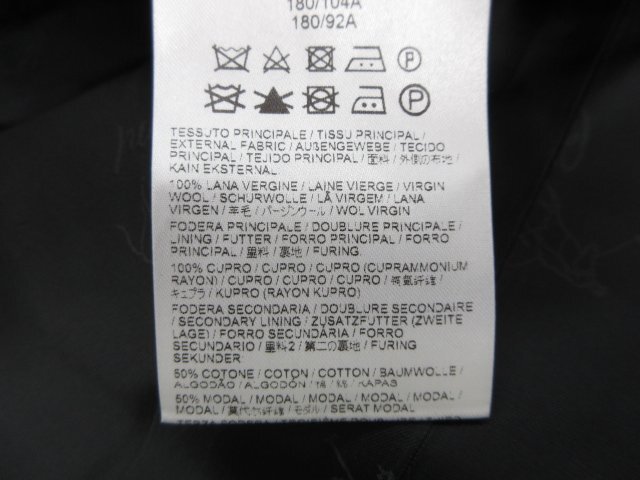 180/104A
180/92A
P
P
TESSUTO PRINCIPALE / TISSU PRINCIPAL /
EXTERNAL FABRIC / AUßENGEWEBE / TECIDO
PRINCIPAL / TEJIDO PRINCIPAL / 面料 / 外側の布地 /
KAIN EKSTERNAL
100% LANA VERGINE / LAINE VIERGE / VIRGIN
WOOL / SCHURWOLLE / LÃ VIRGEM / LANA
VIRGEN / 羊毛 / バージンウール / WOL VIRGIN
FODERA PRINCIPALE / DOUBLURE PRINCIPALE /
LINING / FUTTER / FORRO PRINCIPAL / FORRO
PRINCIPAL / 里料 / 裏地 / FURING
100% CUPRO / CUPRO / CUPRO (CUPRAMMONIUM
RAYON) / CUPRO / CUPRO / CUPRO / 铜氨纤维 /
キュプラ / KUPRO (RAYON KUPRO)
FODERA SECONDARIA / DOUBLURE SECONDAIRE
/ SECONDARY LINING / ZUSATZFUTTER (ZWEITE
LAGE) / FORRO SECUNDÁRIA / FORRO
SECUNDARIO / 里料2 / 第二の裏地 / FURING
SEKUNDER
50% COTONE / COTON / COTTON / BAUMWOLLE /
ALGODÃO / ALGODÓN / 棉 / 綿 / KAPAS
50% MODAL / MODAL / MODAL / MODAL / MODAL /
MODAL / 莫代尔纤维 / モダル / SERAT MODAL